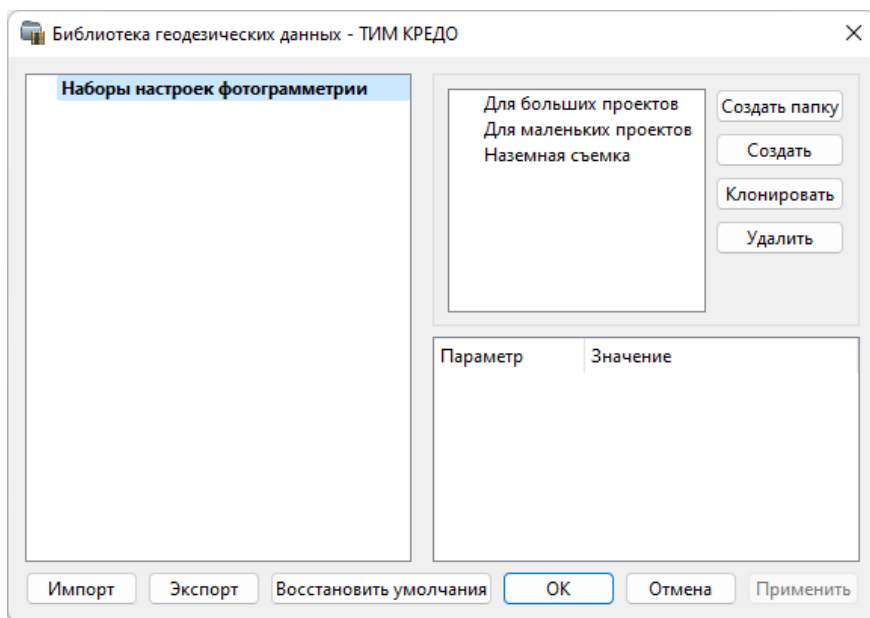 Библиотека геодезических данных - ТИМ КРЕДО
Наборы настроек фотограмметрии
Для больших проектов
Для маленьких проектов
Наземная съемка
Создать папку
Создать
Клонировать
Удалить
Параметр Значение
Импорт Экспорт Восстановить умолчания ОК Отмена Применить